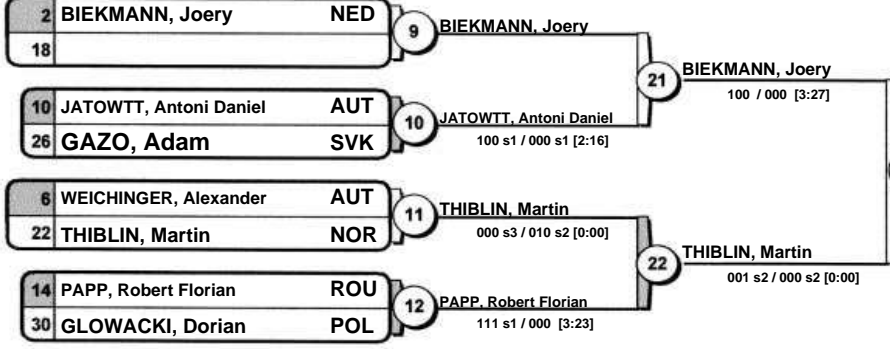 2 BIEKMANN, Joery NED
18
9
BIEKMANN, Joery
10 JATOWTT, Antoni Daniel AUT
26 GAZO, Adam SVK
10
JATOWTT, Antoni Daniel
100 s1 / 000 s1 [2:16]
21
BIEKMANN, Joery
100 / 000 [3:27]
6 WEICHINGER, Alexander AUT
22 THIBLIN, Martin NOR
11
THIBLIN, Martin
000 s3 / 010 s2 [0:00]
14 PAPP, Robert Florian ROU
30 GLOWACKI, Dorian POL
12
PAPP, Robert Florian
111 s1 / 000 [3:23]
22
THIBLIN, Martin
001 s2 / 000 s2 [0:00]